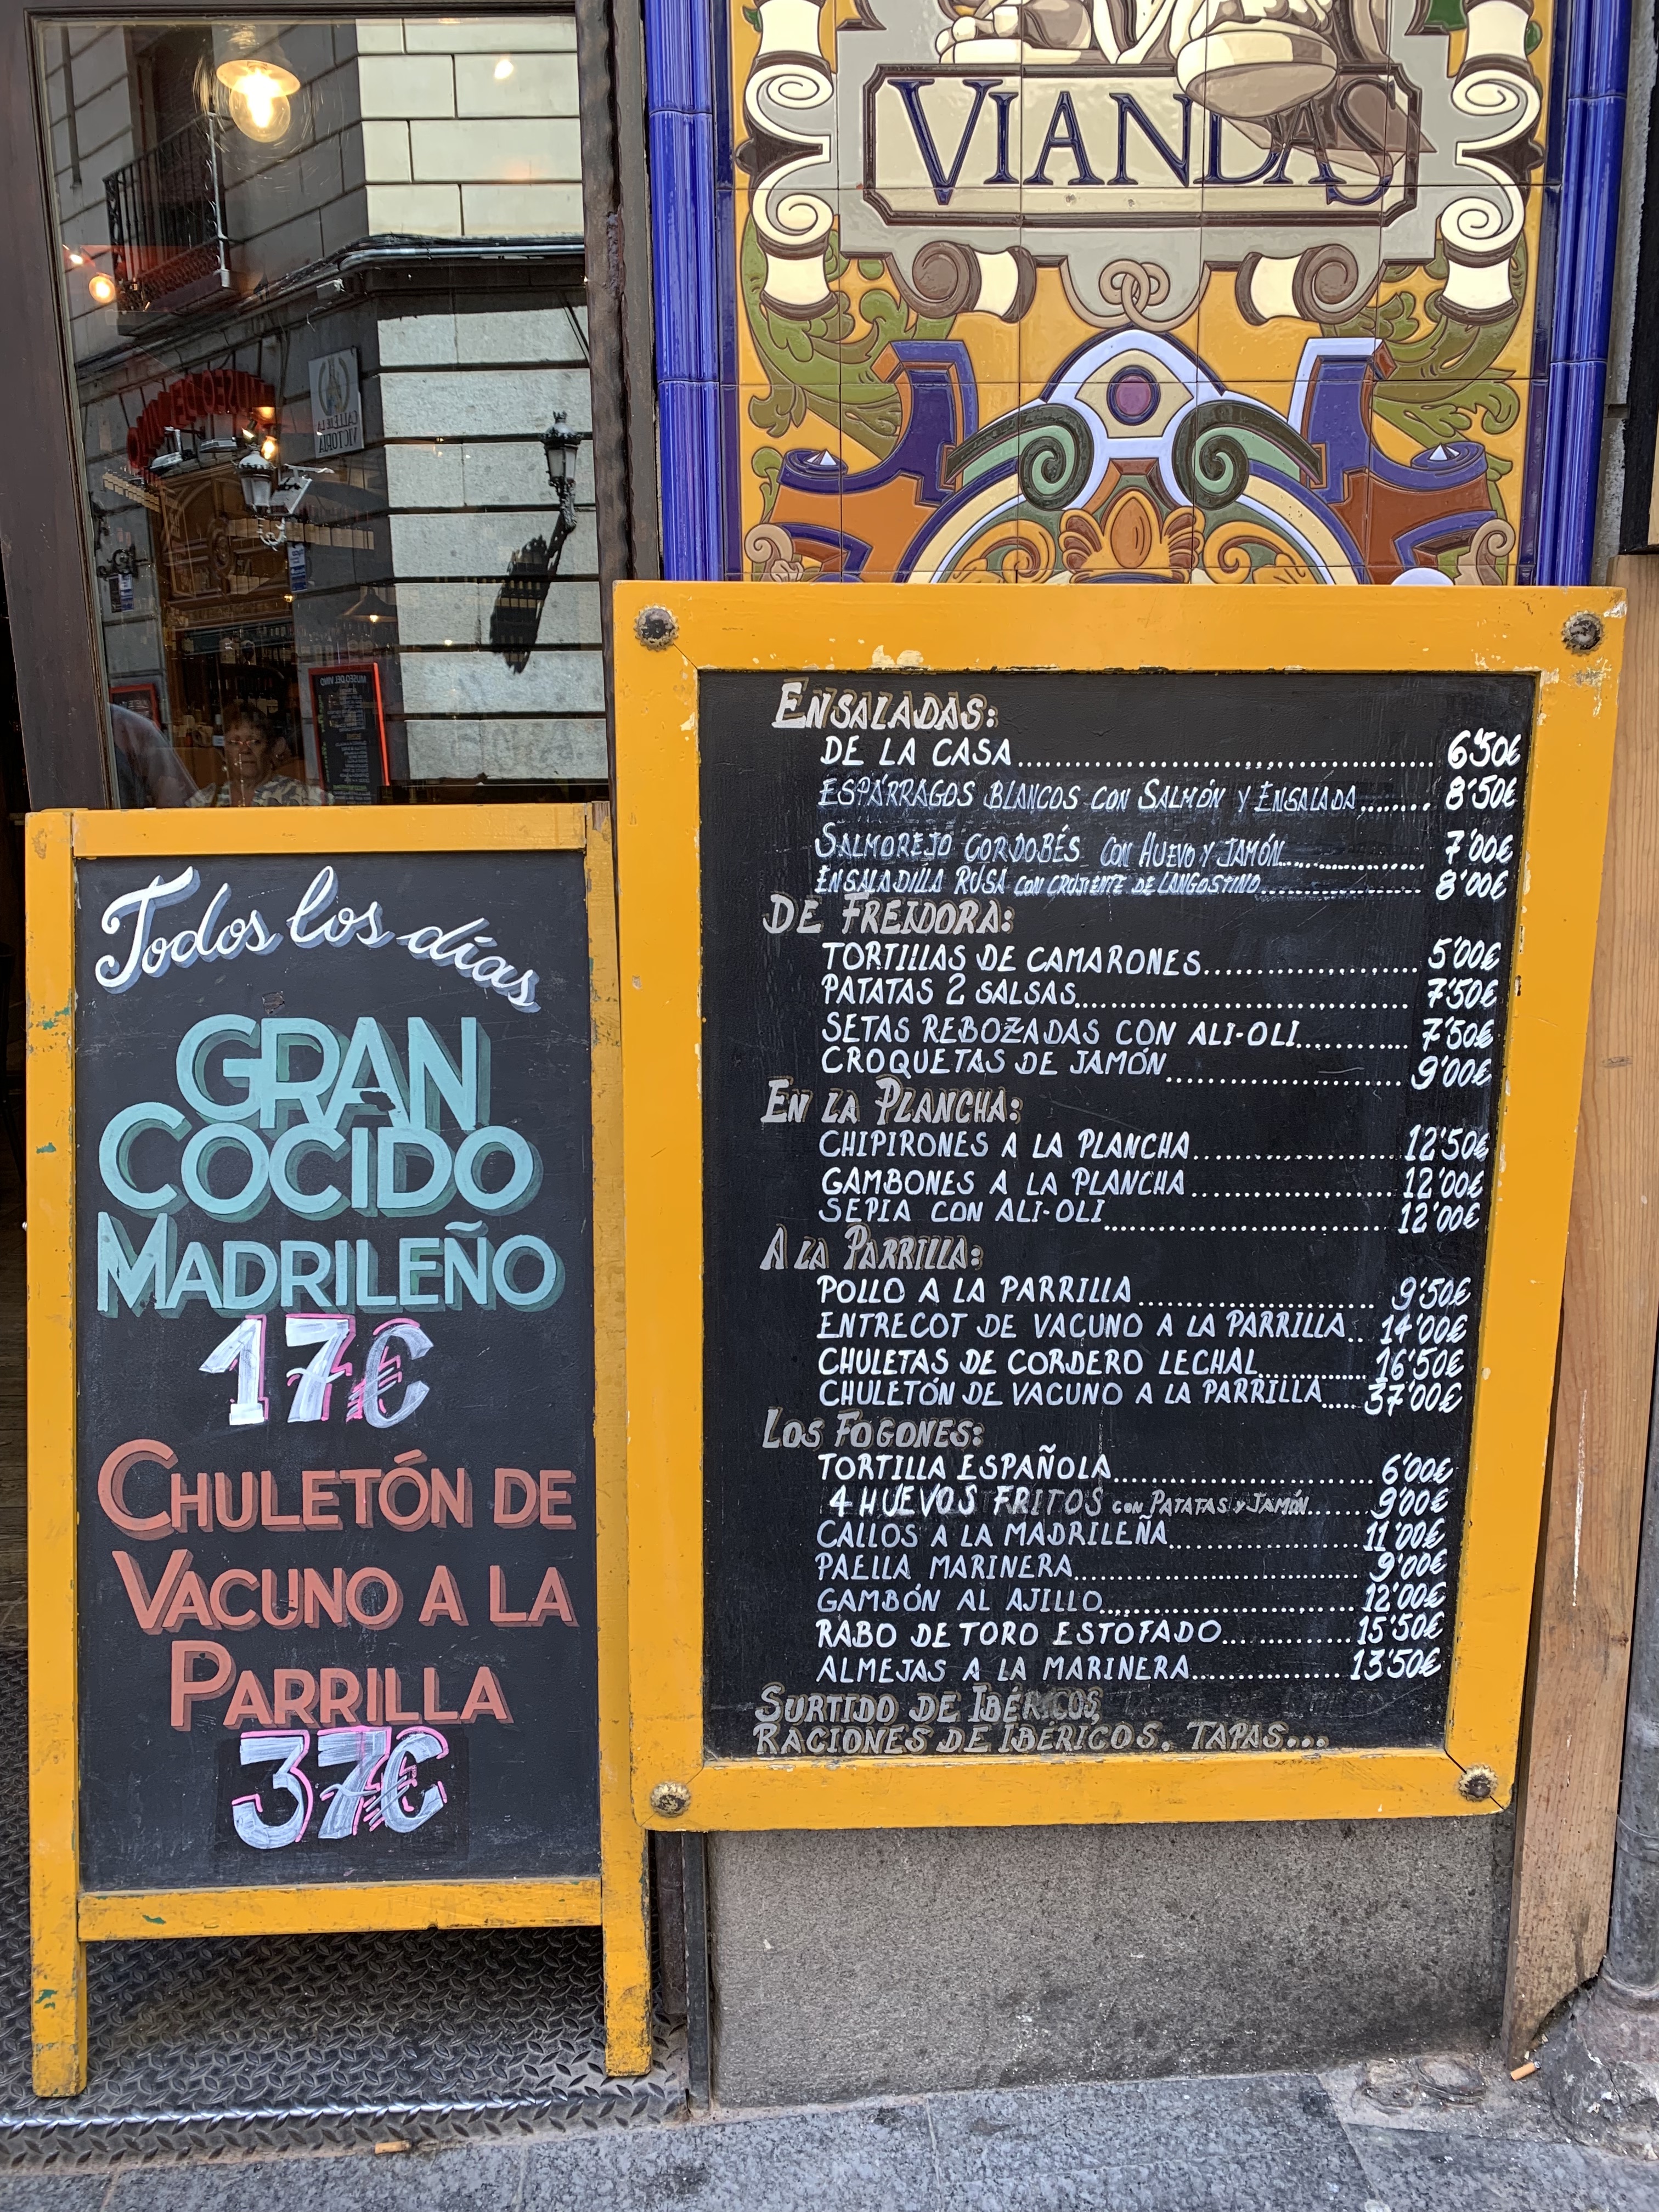 VIANDAS
CALLE DE LA
VICTORIA
MUSEO DEL VINO
Todos los días
GRAN
COCIDO
MADRILEÑO
17€
CHULETÓN DE
VACUNO A LA
PARRILLA
37€
ENSALADAS:
DE LA CASA........ 6'50€
ESPÁRRAGOS BLANCOS CON SALMÓN Y ENSALADA........ 8'50€
SALMOREJO CORDOBÉS CON HUEVO Y JAMÓN........ 7'00€
ENSALADILLA RUSA CON CRUJIENTE DE LANGOSTINO........ 8'00€
DE FREIDORA:
TORTILLAS DE CAMARONES........ 5'00€
PATATAS 2 SALSAS........ 7'50€
SETAS REBOZADAS CON ALI-OLI........ 7'50€
CROQUETAS DE JAMÓN........ 9'00€
EN LA PLANCHA:
CHIPIRONES A LA PLANCHA........ 12'50€
GAMBONES A LA PLANCHA........ 12'00€
SEPIA CON ALI-OLI........ 12'00€
A LA PARRILLA:
POLLO A LA PARRILLA........ 9'50€
ENTRECOT DE VACUNO A LA PARRILLA.. 14'00€
CHULETAS DE CORDERO LECHAL........ 16'50€
CHULETÓN DE VACUNO A LA PARRILLA..... 37'00€
LOS FOGONES:
TORTILLA ESPAÑOLA........ 6'00€
4 HUEVOS FRITOS CON PATATAS Y JAMÓN........ 9'00€
CALLOS A LA MADRILEÑA........ 11'00€
PAELLA MARINERA........ 9'00€
GAMBÓN AL AJILLO........ 12'00€
RABO DE TORO ESTOFADO........ 15'50€
ALMEJAS A LA MARINERA........ 13'50€
SURTIDO DE IBÉRICOS,
RACIONES DE IBÉRICOS. TAPAS...